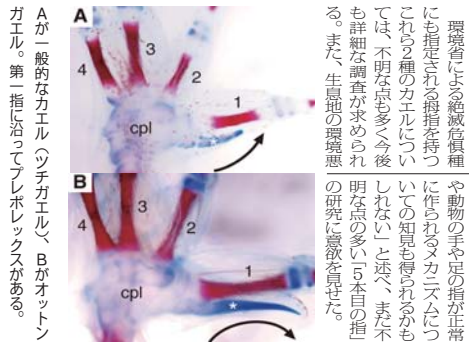 環境省による絶滅危惧種
にも指定される拇指を持つ
これら2種のカエルについ
ては、不明な点も多く今後
も詳細な調査が求められ
る。また、生息地の環境悪
や動物の手や足の指が正常
に作られるメカニズムにつ
いての知見も得られるかも
しれない」と述べ、まだ不
明な点の多い「5本目の指」
の研究に意欲を見せた。
A
4
3
2
1
cpl
B
4
3
2
1
cpl
Aが一般的なカエル(ツチガエル)、Bがオットン
ガエル。第一指に沿ってプレポレックスがある。